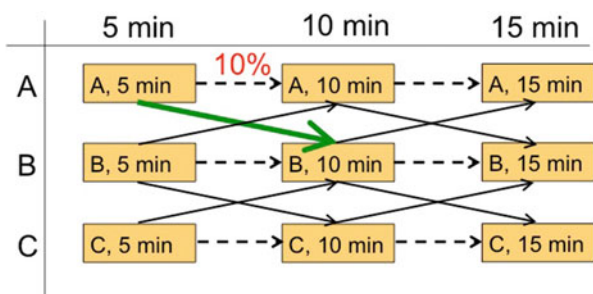 5 min 10 min 15 min
10%
A A, 5 min A, 10 min A, 15 min
B B, 5 min B, 10 min B, 15 min
C C, 5 min C, 10 min C, 15 min